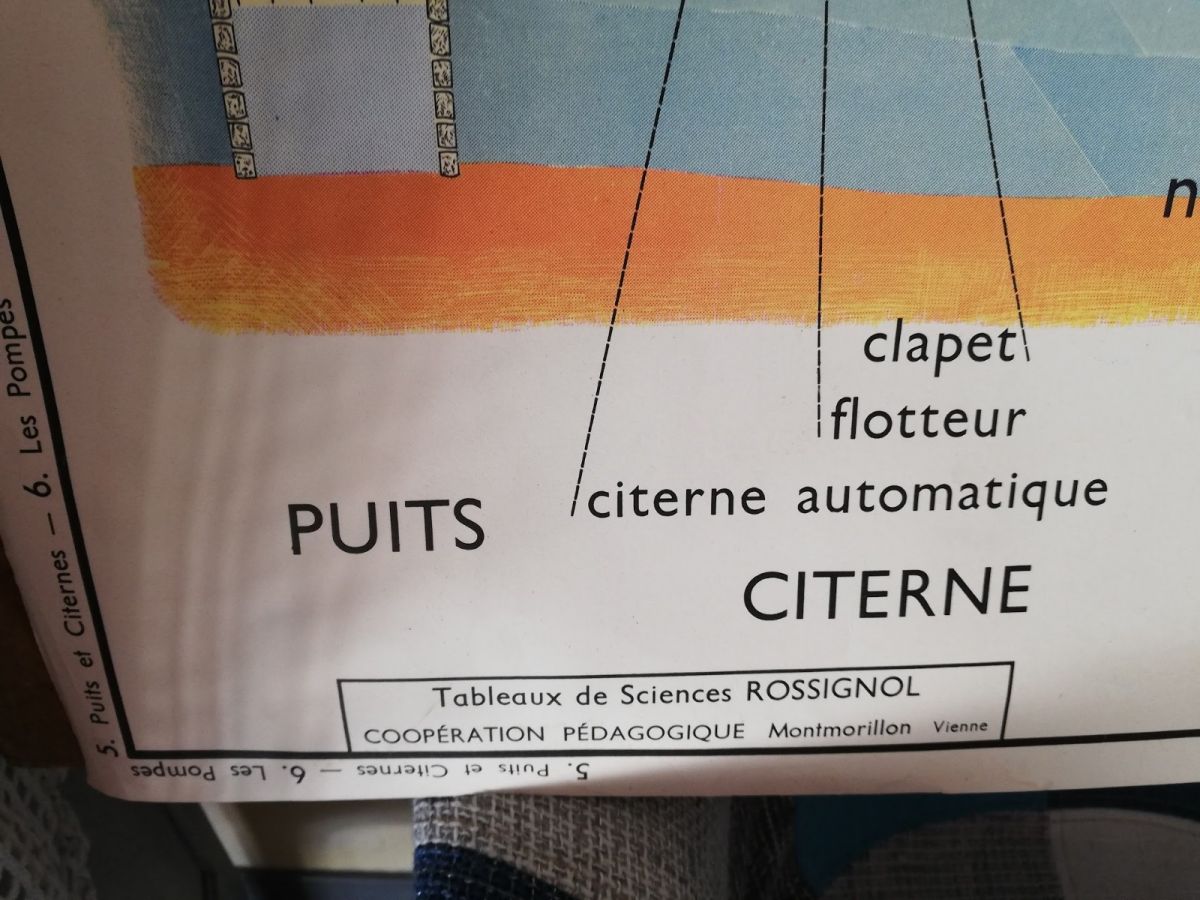 n
clapet
flotteur
citerne automatique
PUITS
CITERNE
Tableaux de Sciences ROSSIGNOL
COOPÉRATION PÉDAGOGIQUE Montmorillon Vienne
5. Puits et Citernes — 6. Les Pompes
5. Puits et Citernes — 6. Les Pompes